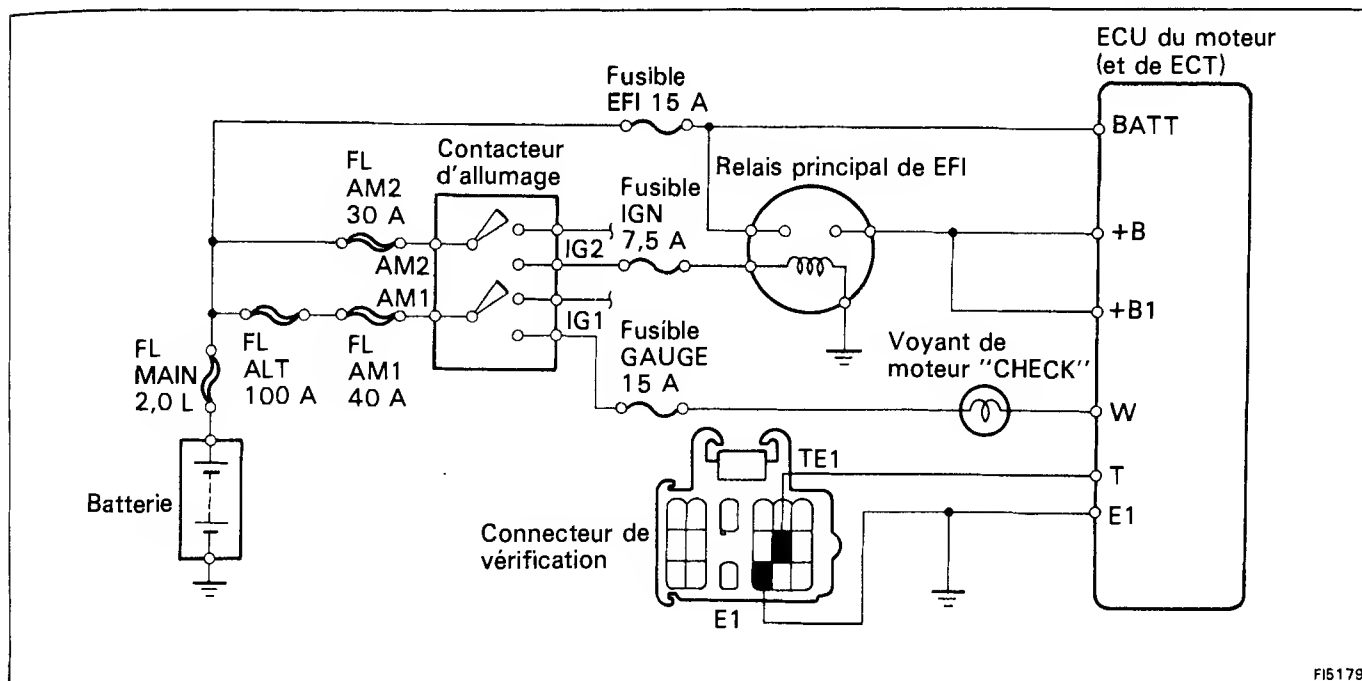 ECU du moteur
(et de ECT)
Fusible
EFI 15 A
BATT
Contacteur
d'allumage
FL
AM2
30 A
Relais principal de EFI
Fusible
IGN
7,5 A
+B
IG2
AM2
AM1
+B1
IG1
Fusible
GAUGE
15 A
Voyant de
moteur "CHECK"
FL
MAIN
2,0 L
FL
ALT
100 A
FL
AM1
40 A
W
TE1
T
Batterie
E1
Connecteur de
vérification
E1
FI5179